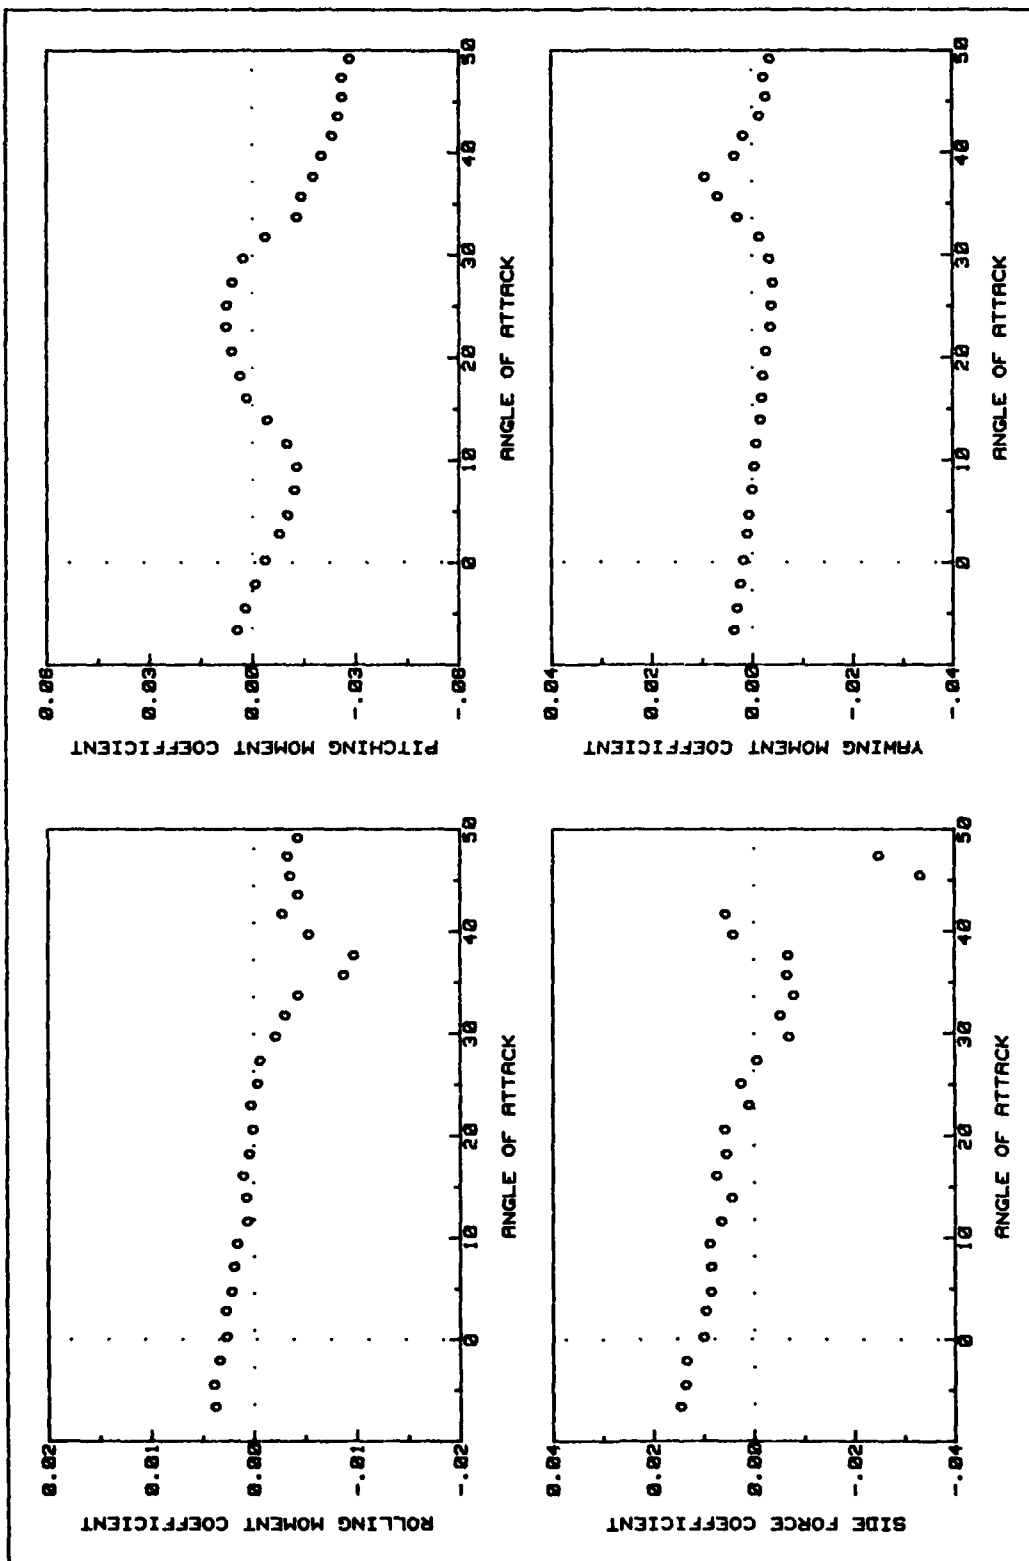 ROLLING MOMENT COEFFICIENT
0.02
0.01
0.00
-.01
-.02
0 10 20 30 40 50
ANGLE OF ATTACK
PITCHING MOMENT COEFFICIENT
0.06
0.03
0.00
-.03
-.06
0 10 20 30 40 50
ANGLE OF ATTACK
SIDE FORCE COEFFICIENT
0.04
0.02
0.00
-.02
-.04
0 10 20 30 40 50
ANGLE OF ATTACK
YAWING MOMENT COEFFICIENT
0.04
0.02
0.00
-.02
-.04
0 10 20 30 40 50
ANGLE OF ATTACK